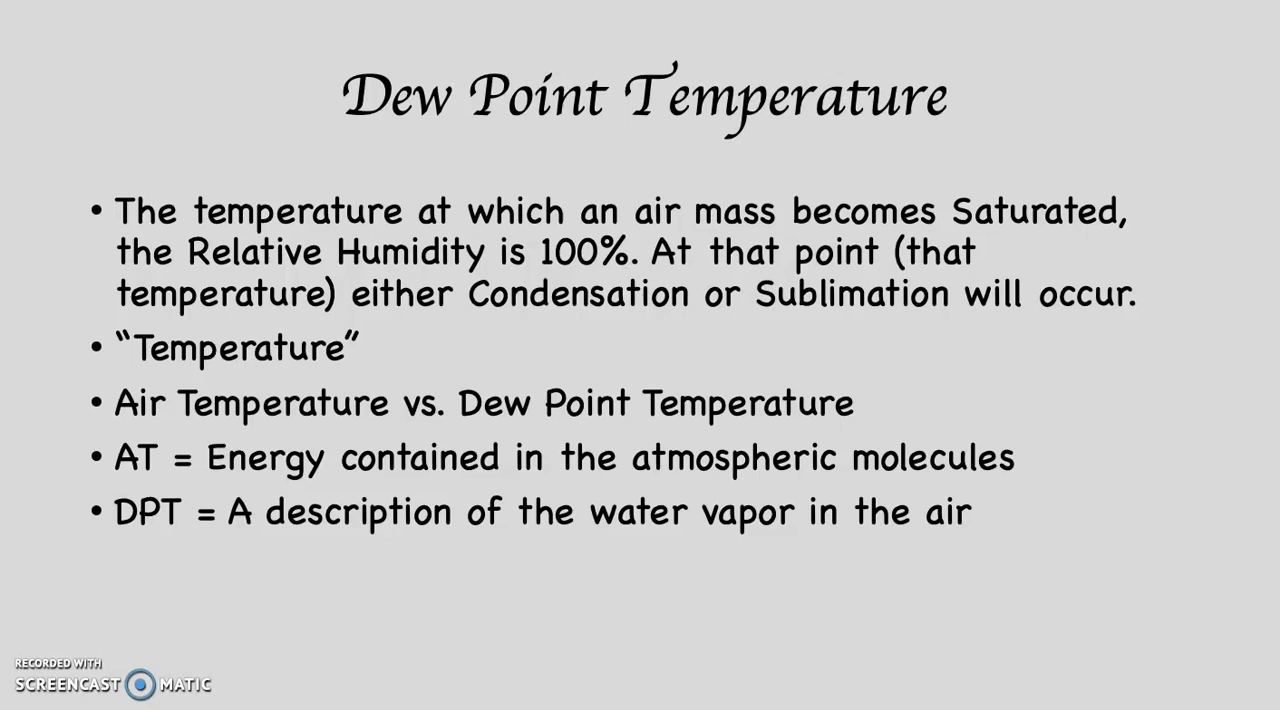 Dew Point Temperature
• The temperature at which an air mass becomes Saturated,
the Relative Humidity is 100%. At that point (that
temperature) either Condensation or Sublimation will occur.
• “Temperature”
• Air Temperature vs. Dew Point Temperature
• AT = Energy contained in the atmospheric molecules
• DPT = A description of the water vapor in the air
RECORDED WITH
SCREENCAST MATIC